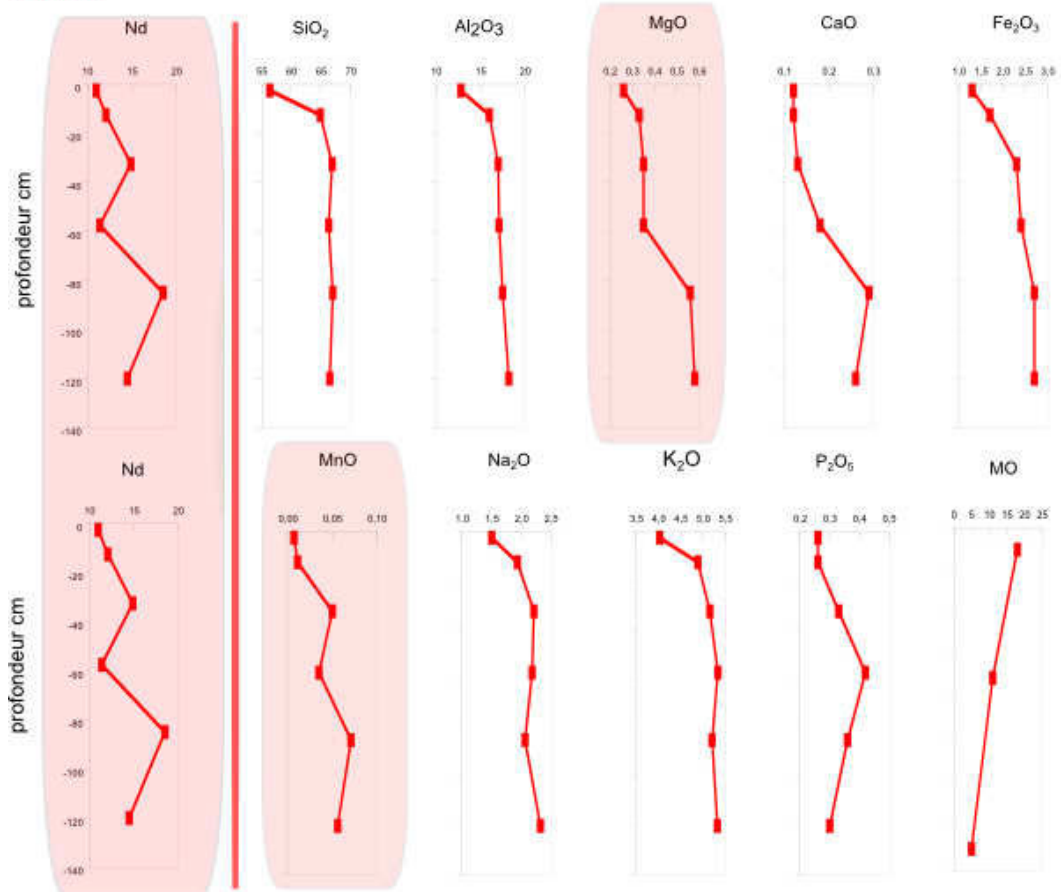 Nd SiO₂ Al₂O₃ MgO CaO Fe₂O₃
10 15 20 55 60 65 70 10 15 20 0,2 0,3 0,4 0,5 0,6 0,1 0,2 0,3 1,0 1,5 2,0 2,5 3,0
0
-20
-40
-60
-80
-100
-120
-140
profondeur cm
Nd MnO Na₂O K₂O P₂O₅ MO
10 15 20 0,00 0,05 0,10 1,0 1,5 2,0 2,5 3,5 4,0 4,5 5,0 5,5 0,2 0,3 0,4 0,5 0 5 10 15 20 25
0
-20
-40
-60
-80
-100
-120
-140
profondeur cm